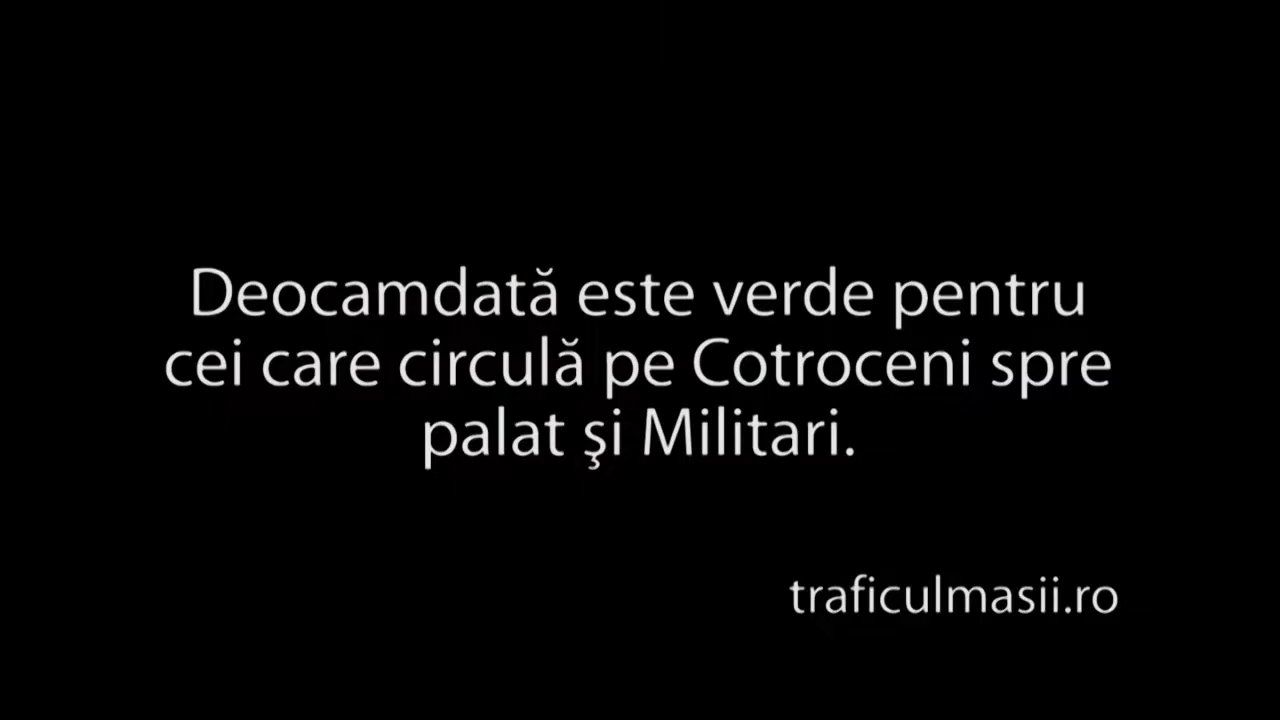 Deocamdată este verde pentru
cei care circulă pe Cotroceni spre
palat şi Militari.
traficulmasii.ro